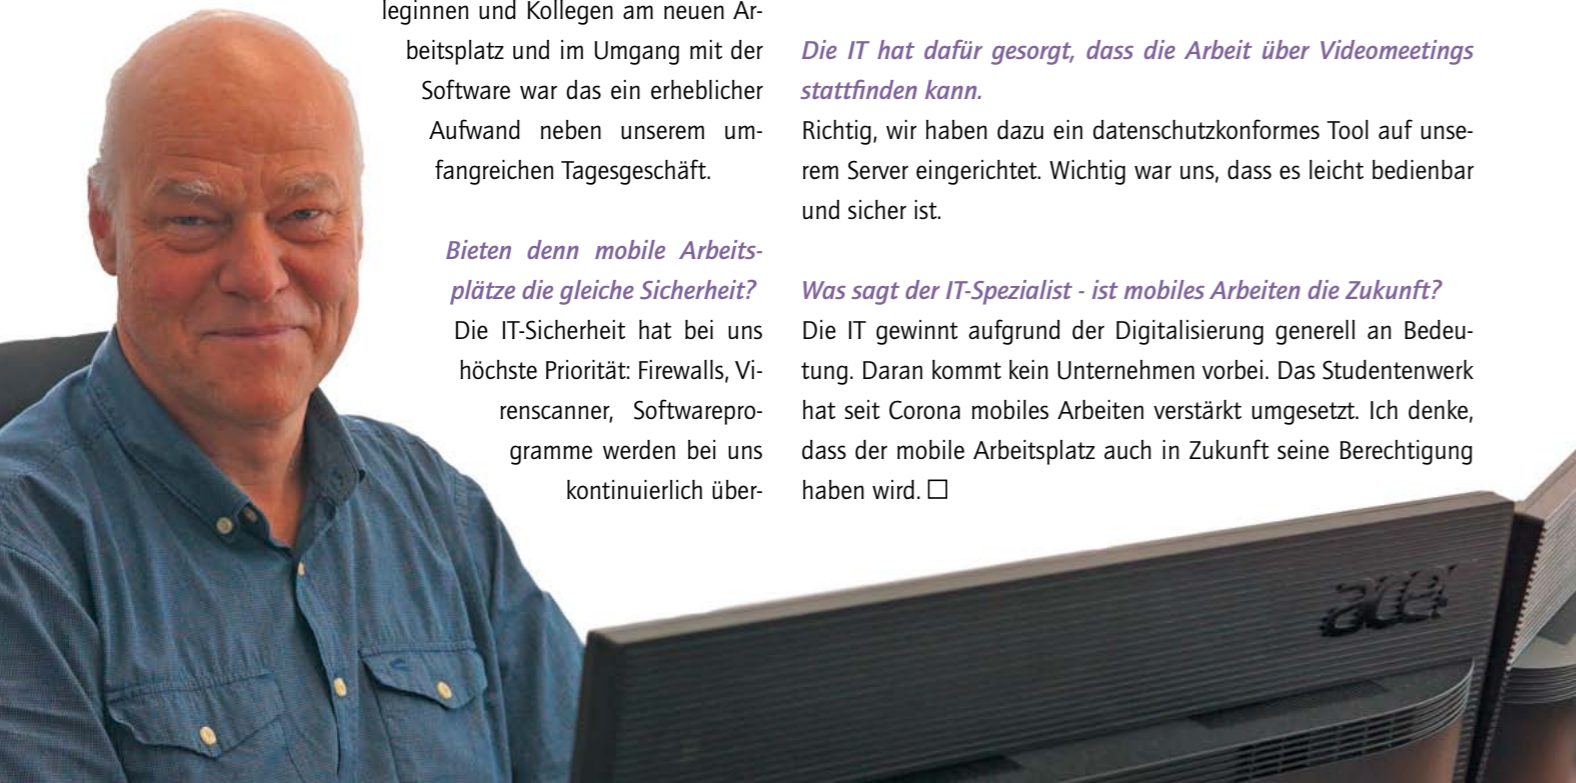 leginnen und Kollegen am neuen Ar-
beitsplatz und im Umgang mit der
Software war das ein erheblicher
Aufwand neben unserem um-
fangreichen Tagesgeschäft.
Bieten denn mobile Arbeits-
plätze die gleiche Sicherheit?
Die IT-Sicherheit hat bei uns
höchste Priorität: Firewalls, Vi-
renscanner, Softwarepro-
gramme werden bei uns
kontinuierlich über-
Die IT hat dafür gesorgt, dass die Arbeit über Videomeetings
stattfinden kann.
Richtig, wir haben dazu ein datenschutzkonformes Tool auf unse-
rem Server eingerichtet. Wichtig war uns, dass es leicht bedienbar
und sicher ist.
Was sagt der IT-Spezialist - ist mobiles Arbeiten die Zukunft?
Die IT gewinnt aufgrund der Digitalisierung generell an Bedeu-
tung. Daran kommt kein Unternehmen vorbei. Das Studentenwerk
hat seit Corona mobiles Arbeiten verstärkt umgesetzt. Ich denke,
dass der mobile Arbeitsplatz auch in Zukunft seine Berechtigung
haben wird. □
acer